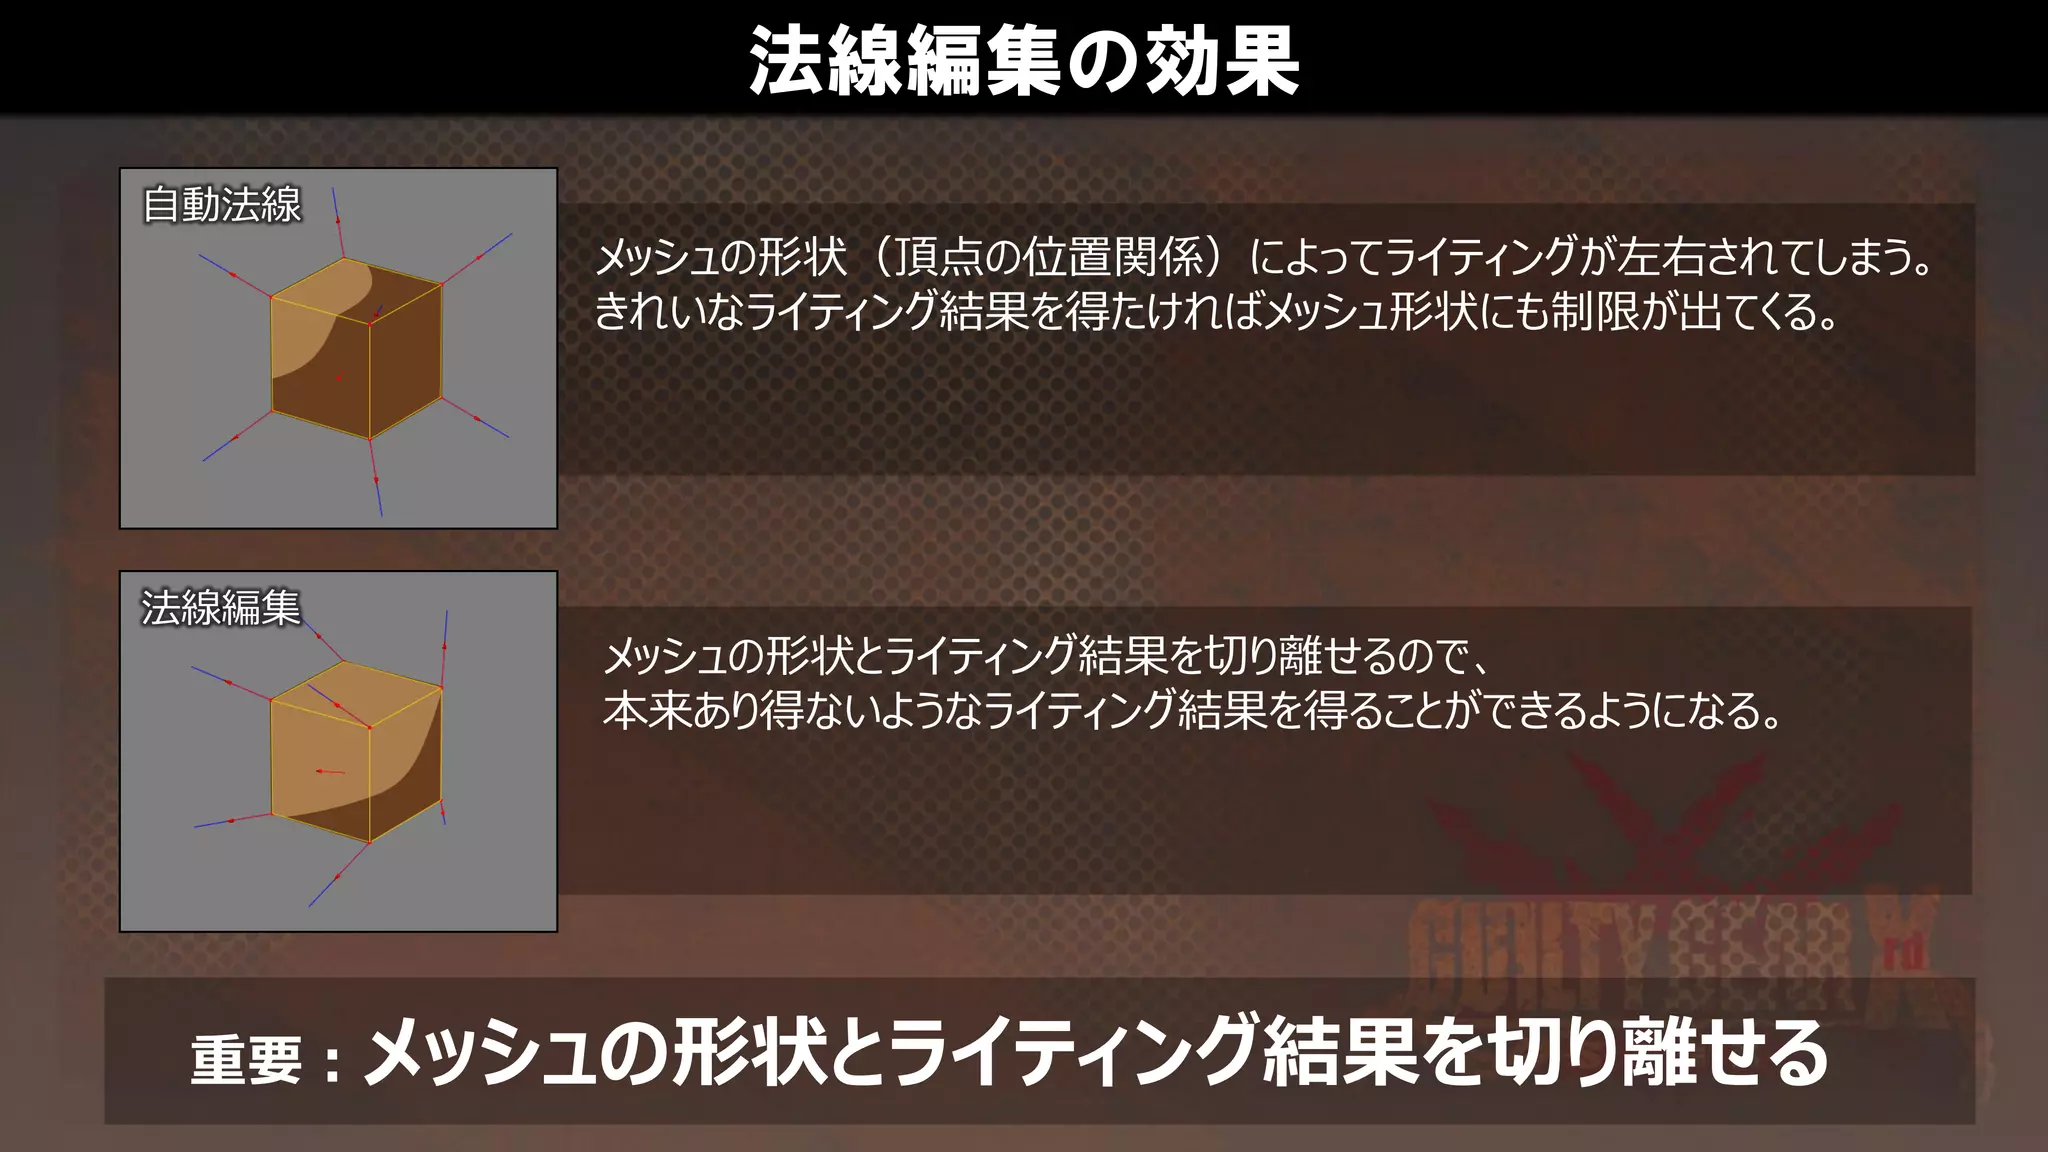 法線編集の効果
自動法線
メッシュの形状（頂点の位置関係）によってライティングが左右されてしまう。
きれいなライティング結果を得たければメッシュ形状にも制限が出てくる。
法線編集
メッシュの形状とライティング結果を切り離せるので、
本来あり得ないようなライティング結果を得ることができるようになる。
GUILTY GEAR Xrd
重要：メッシュの形状とライティング結果を切り離せる